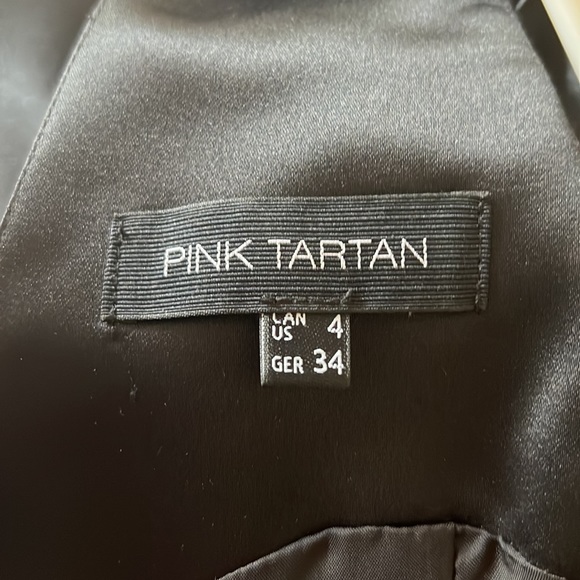 PINK TARTAN
CAN
US 4
GER 34